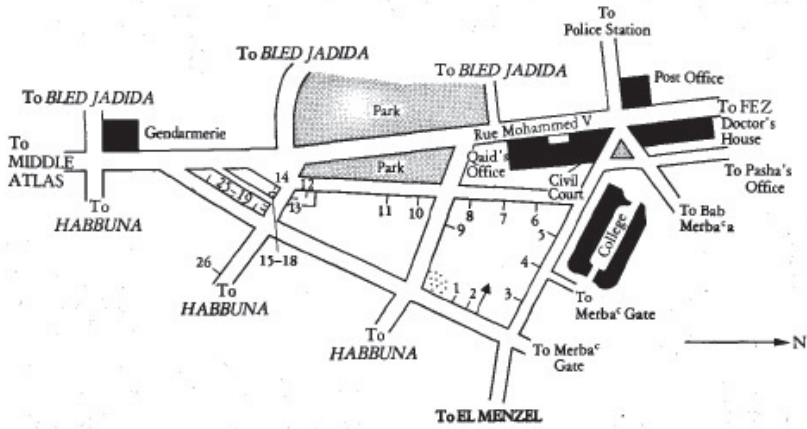 To
Police Station
To BLED JADIDA
To BLED JADIDA
Post Office
To BLED JADIDA
Park
To FEZ
Gendarmerie
Rue Mohammed V
Doctor's
House
To
MIDDLE
ATLAS
Park
Qaid's
Office
Civil
Court
To Pasha's
Office
14
12
25-19
13
11
10
8
7
6
To
HABBUNA
To Bab
Merbaᶜa
9
5
College
15-18
26
4
To
HABBUNA
1
2
3
To
Merbaᶜ Gate
To
HABBUNA
To Merbaᶜ
Gate
N
To EL MENZEL